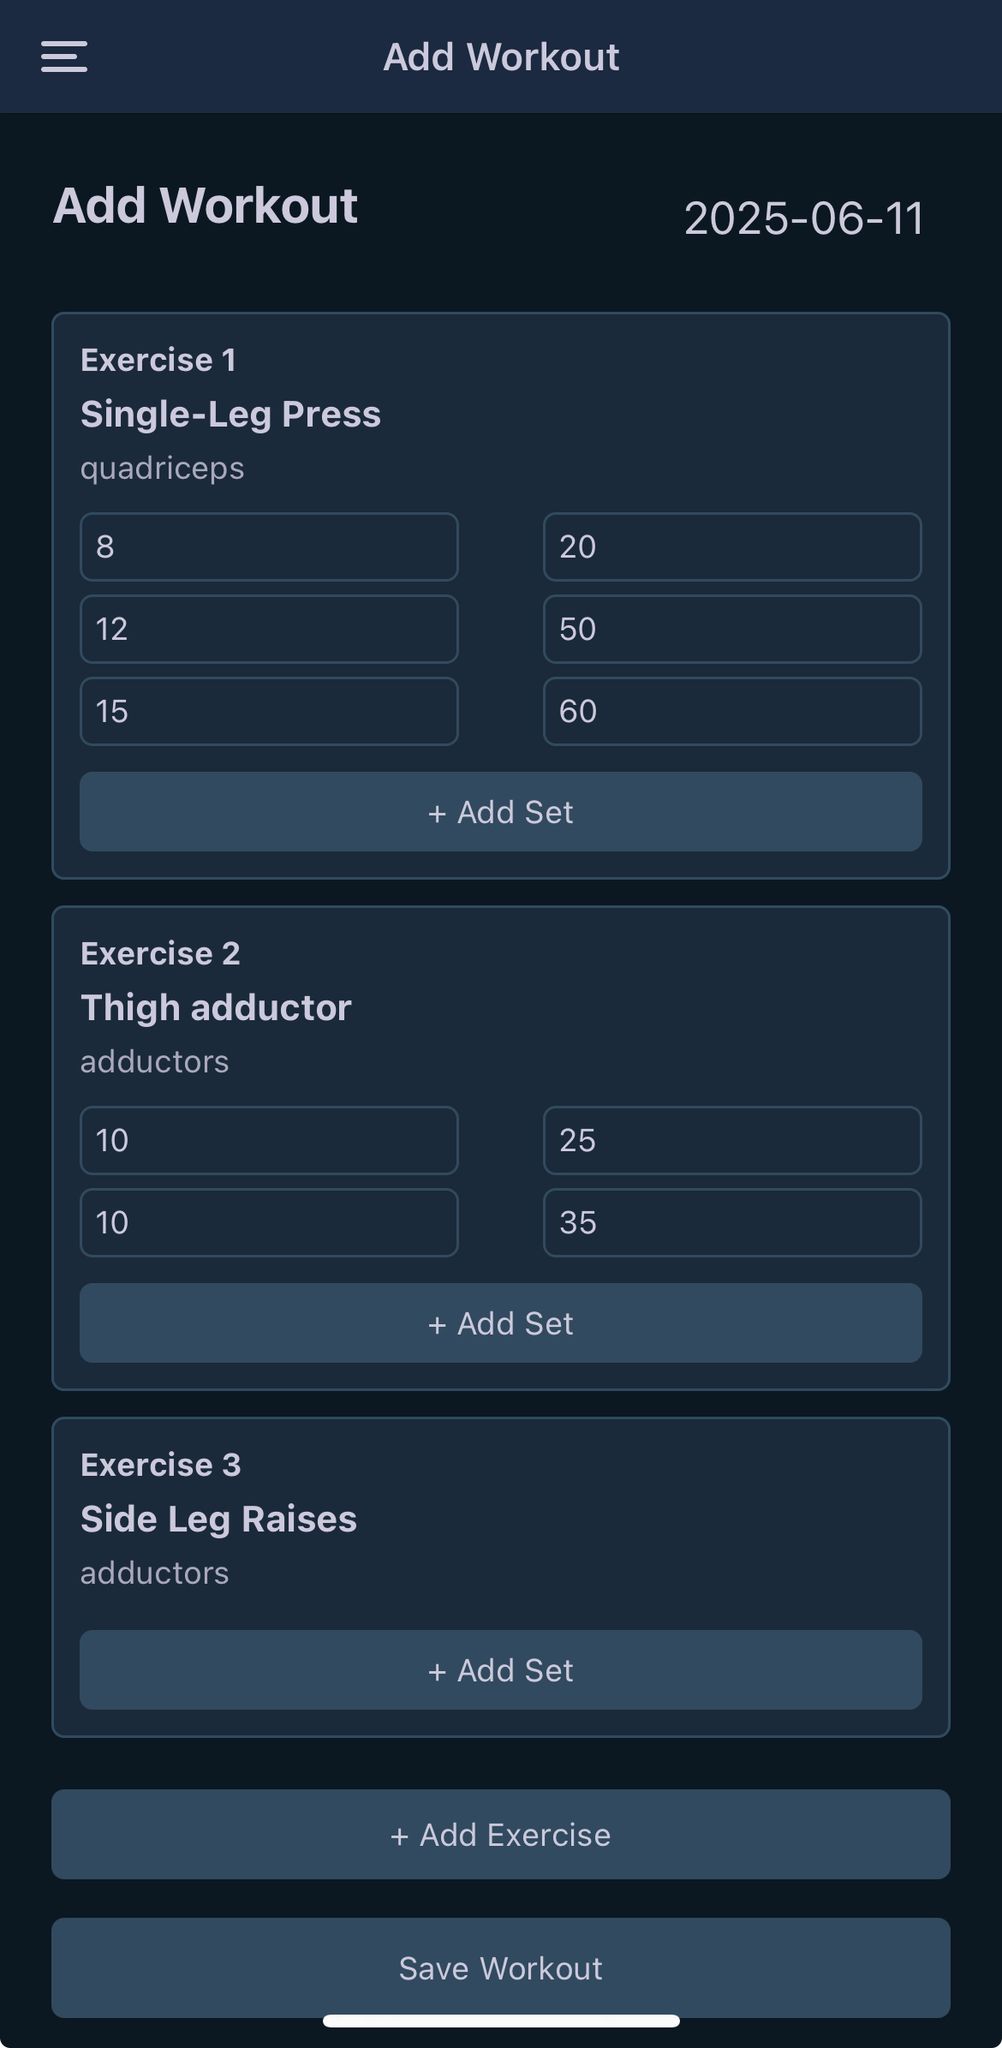 Add Workout
Add Workout
2025-06-11
Exercise 1
Single-Leg Press
quadriceps
8 20
12 50
15 60
+ Add Set
Exercise 2
Thigh adductor
adductors
10 25
10 35
+ Add Set
Exercise 3
Side Leg Raises
adductors
+ Add Set
+ Add Exercise
Save Workout